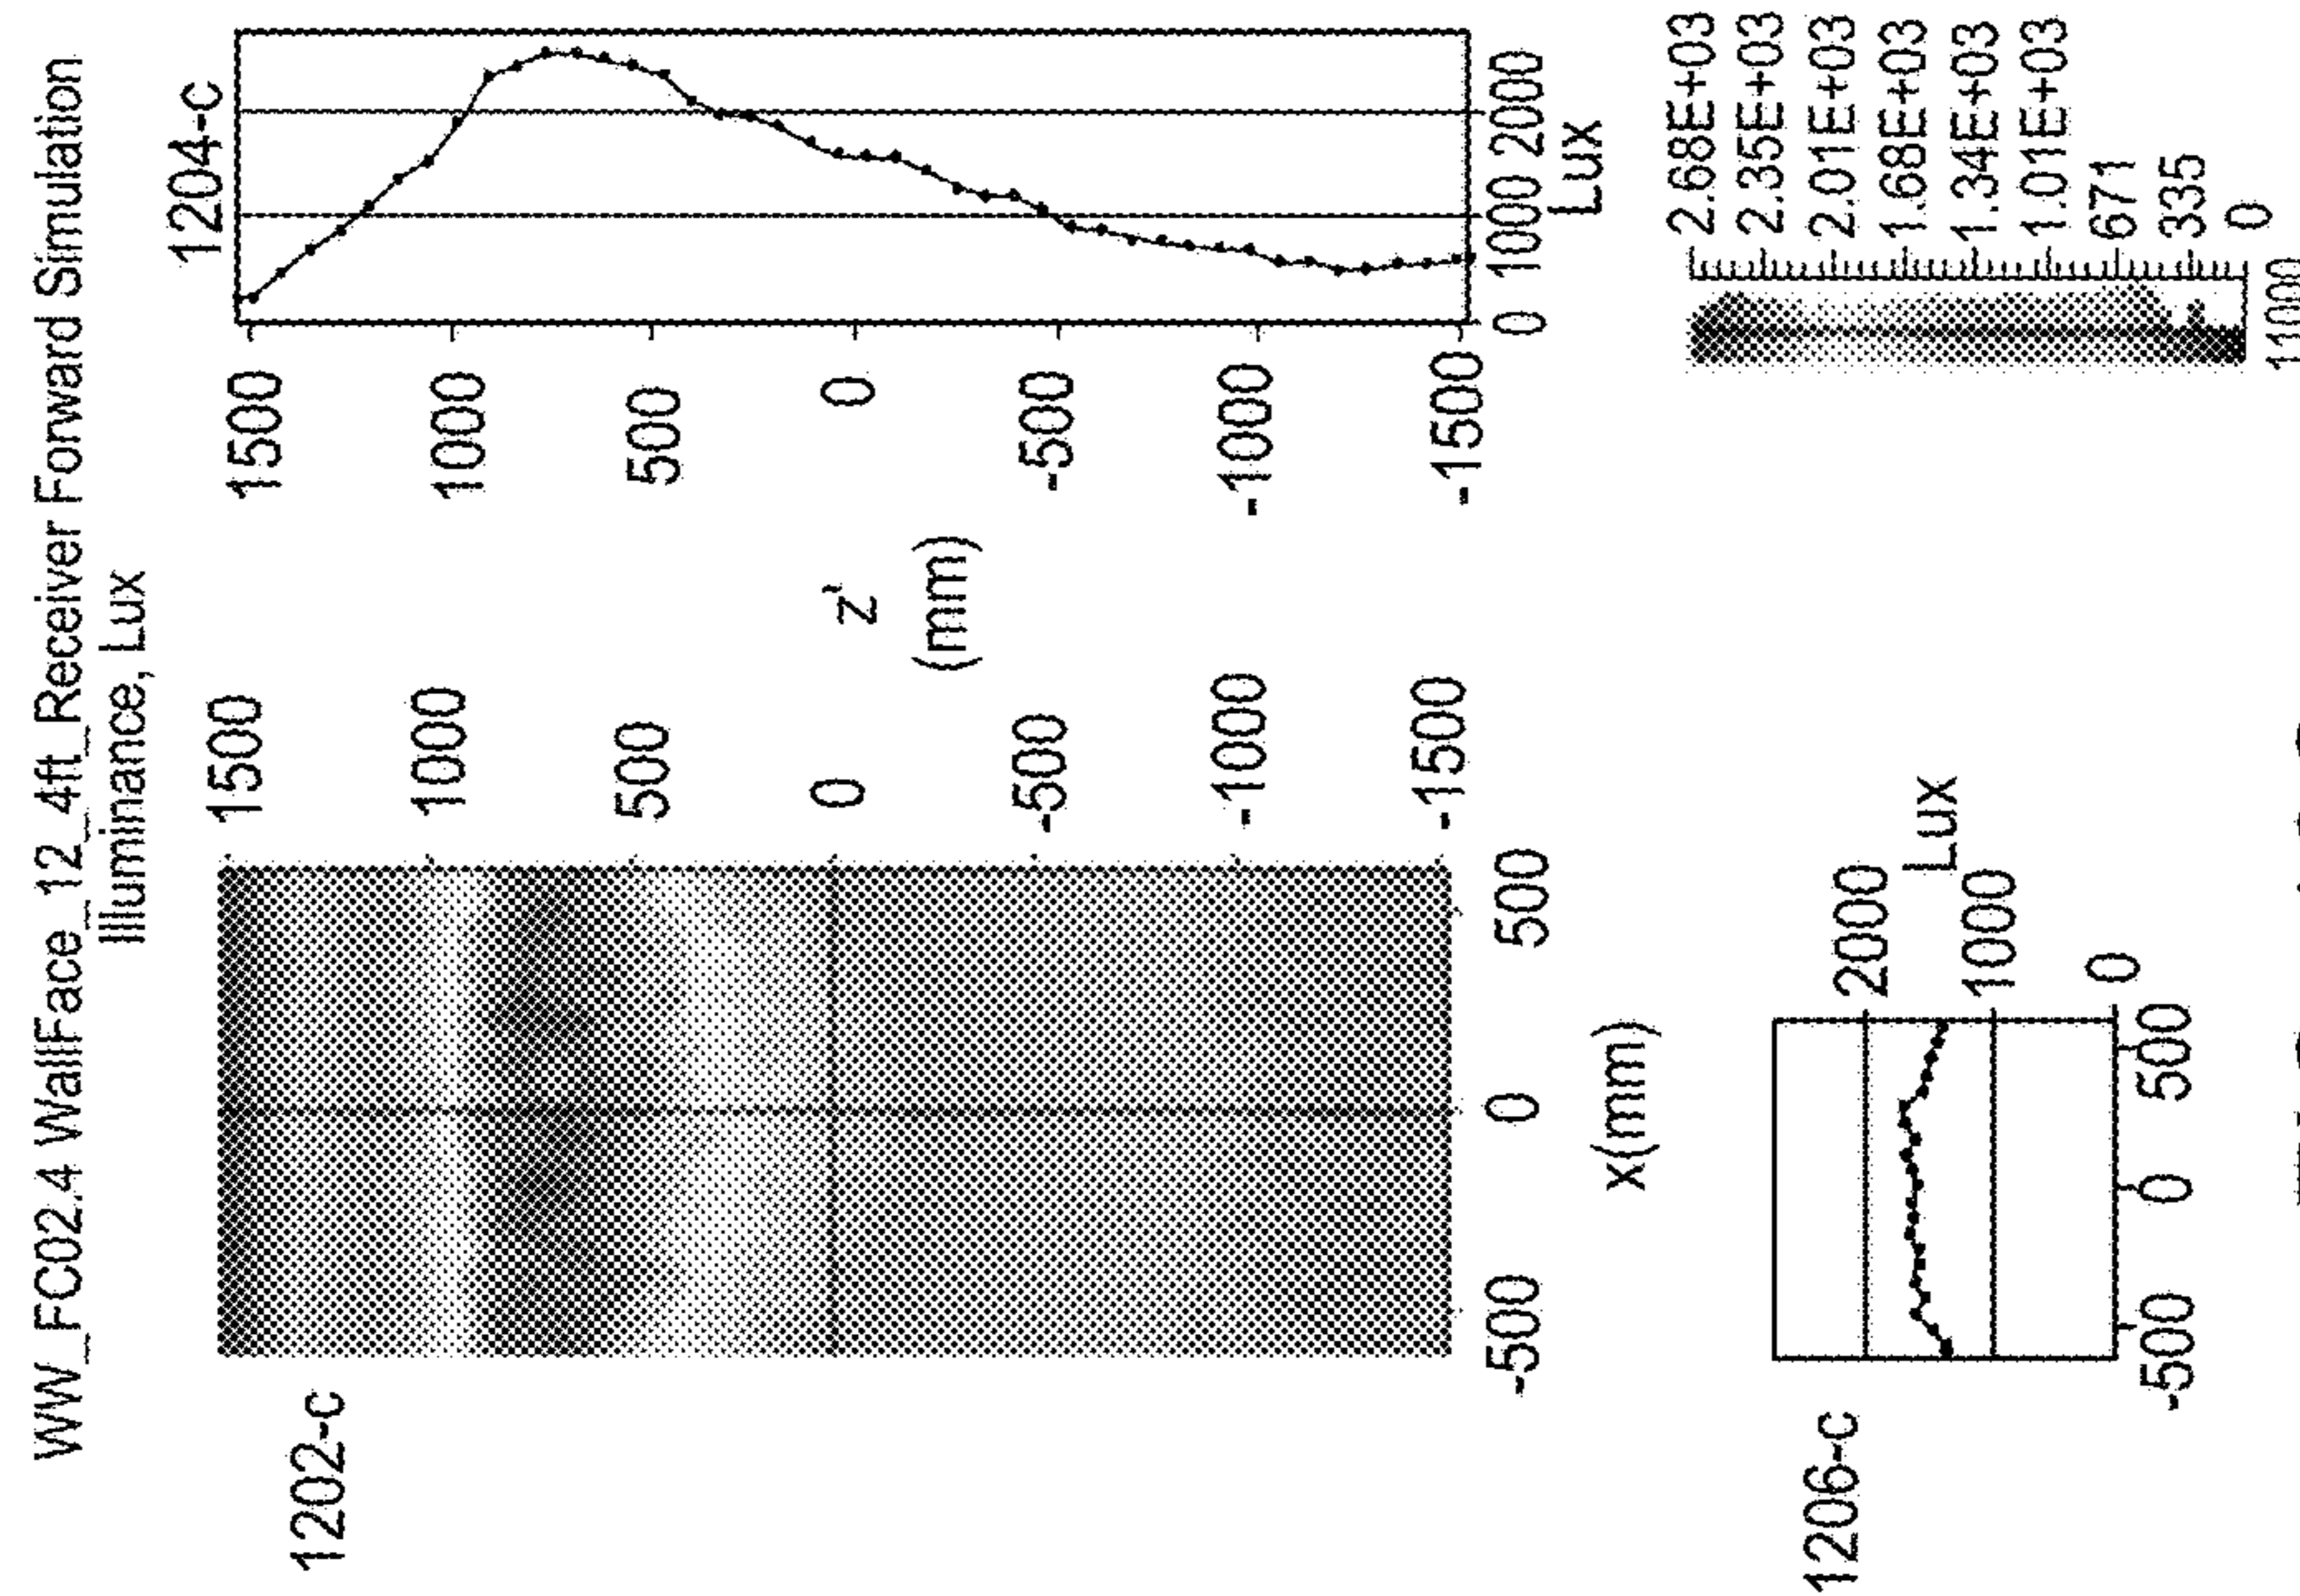 WW_FC02.4 WallFace_12_4ft_Receiver Forward Simulation
Illuminance, Lux
1202-c
1500
1000
500
0
-500
-1000
-1500
-500
0
500
x(mm)
z'
(mm)
1204-c
1500
1000
500
0
-500
-1000
-1500
0 1000 2000
Lux
1206-c
2000
Lux
1000
0
-500
0
500
2.68E+03
2.35E+03
2.01E+03
1.68E+03
1.34E+03
1.01E+03
671
335
0